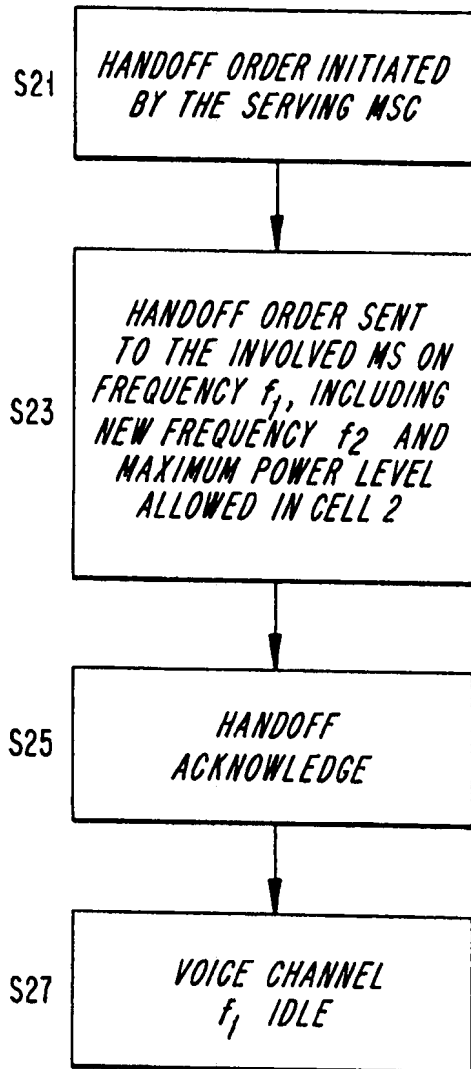 S21
HANDOFF ORDER INITIATED
BY THE SERVING MSC
S23
HANDOFF ORDER SENT
TO THE INVOLVED MS ON
FREQUENCY f₁, INCLUDING
NEW FREQUENCY f₂ AND
MAXIMUM POWER LEVEL
ALLOWED IN CELL 2
S25
HANDOFF
ACKNOWLEDGE
S27
VOICE CHANNEL
f₁ IDLE